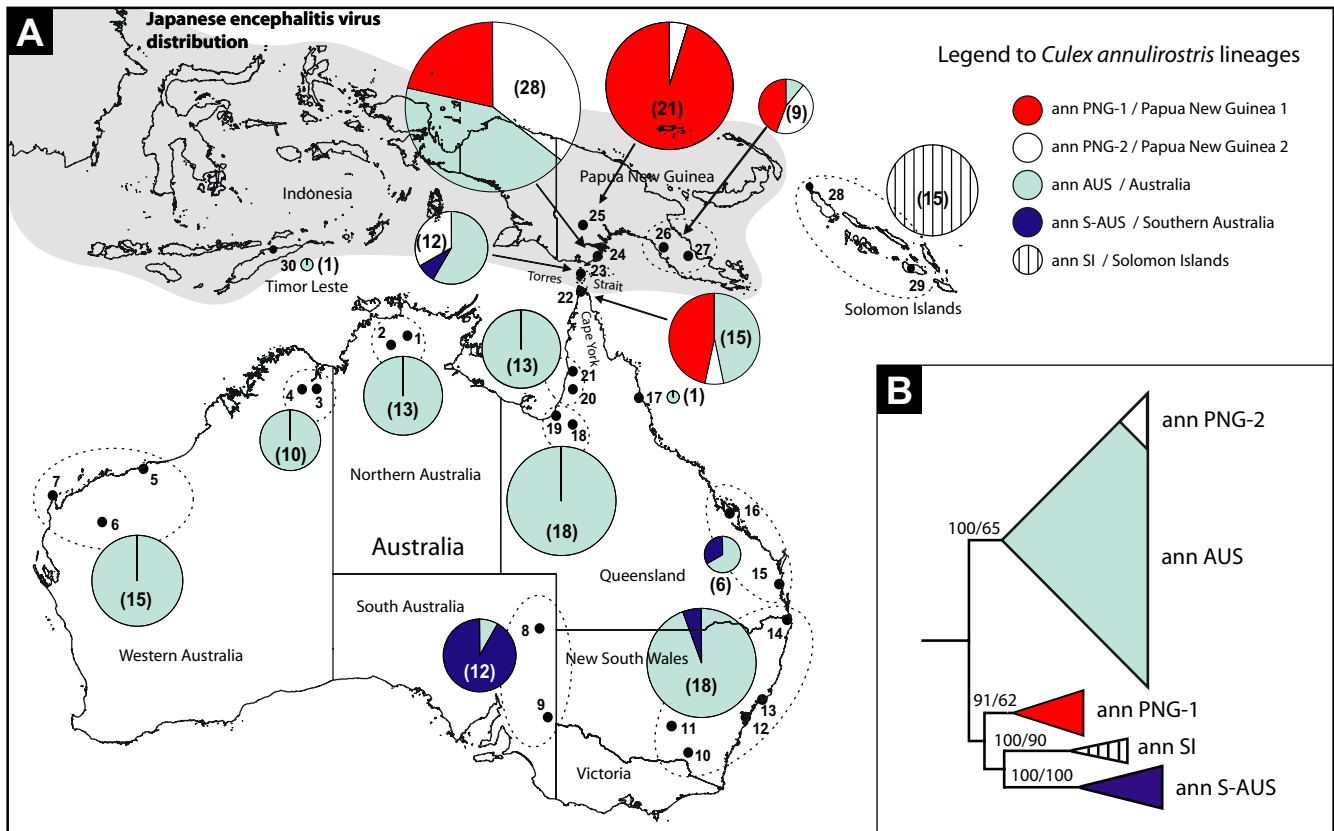 A
Japanese encephalitis virus
distribution
Legend to Culex annulirostris lineages
ann PNG-1 / Papua New Guinea 1
ann PNG-2 / Papua New Guinea 2
ann AUS / Australia
ann S-AUS / Southern Australia
ann SI / Solomon Islands
(28)
(21)
(9)
(15)
Indonesia
Papua New Guinea
28
25
26
27
24
(12)
23
30 (1)
Timor Leste
Torres Strait
22
29
Solomon Islands
Cape York
(15)
2
1
(13)
(13)
21
20
17 (1)
4
3
(10)
19
18
Northern Australia
7
5
6
(18)
16
Australia
(15)
Queensland
(6)
15
South Australia
8
14
Western Australia
(12)
New South Wales
(18)
9
13
12
11
10
Victoria
B
ann PNG-2
100/65
ann AUS
91/62
ann PNG-1
100/90
ann SI
100/100
ann S-AUS